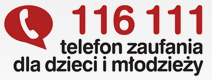 116 111
telefon zaufania
dla dzieci i młodzieży